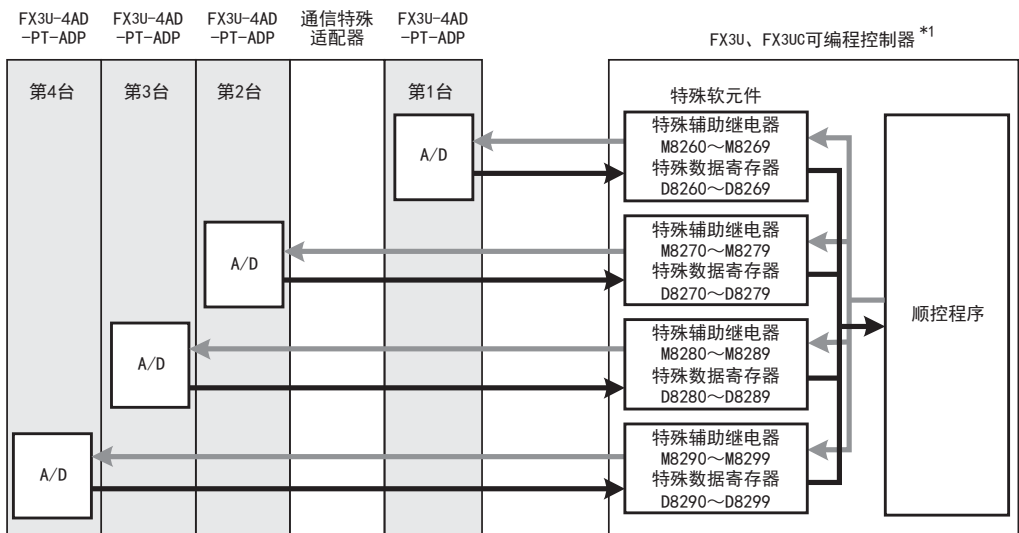 FX3U-4AD
-PT-ADP
FX3U-4AD
-PT-ADP
FX3U-4AD
-PT-ADP
通信特殊
适配器
FX3U-4AD
-PT-ADP
FX3U、FX3UC可编程控制器 *1
第4台
第3台
第2台
第1台
特殊软元件
A/D
特殊辅助继电器
M8260～M8269
特殊数据寄存器
D8260～D8269
A/D
特殊辅助继电器
M8270～M8279
特殊数据寄存器
D8270～D8279
顺控程序
A/D
特殊辅助继电器
M8280～M8289
特殊数据寄存器
D8280～D8289
A/D
特殊辅助继电器
M8290～M8299
特殊数据寄存器
D8290～D8299